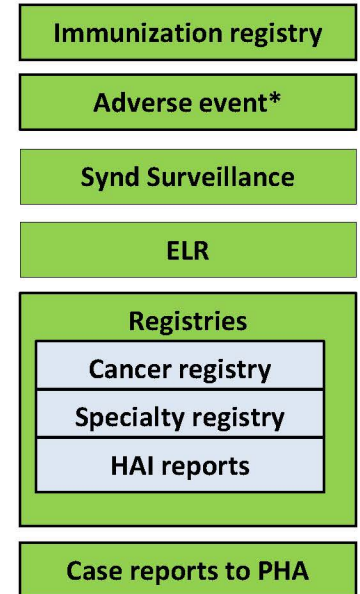 Immunization registry
Adverse event*
Synd Surveillance
ELR
Registries
Cancer registry
Specialty registry
HAI reports
Case reports to PHA